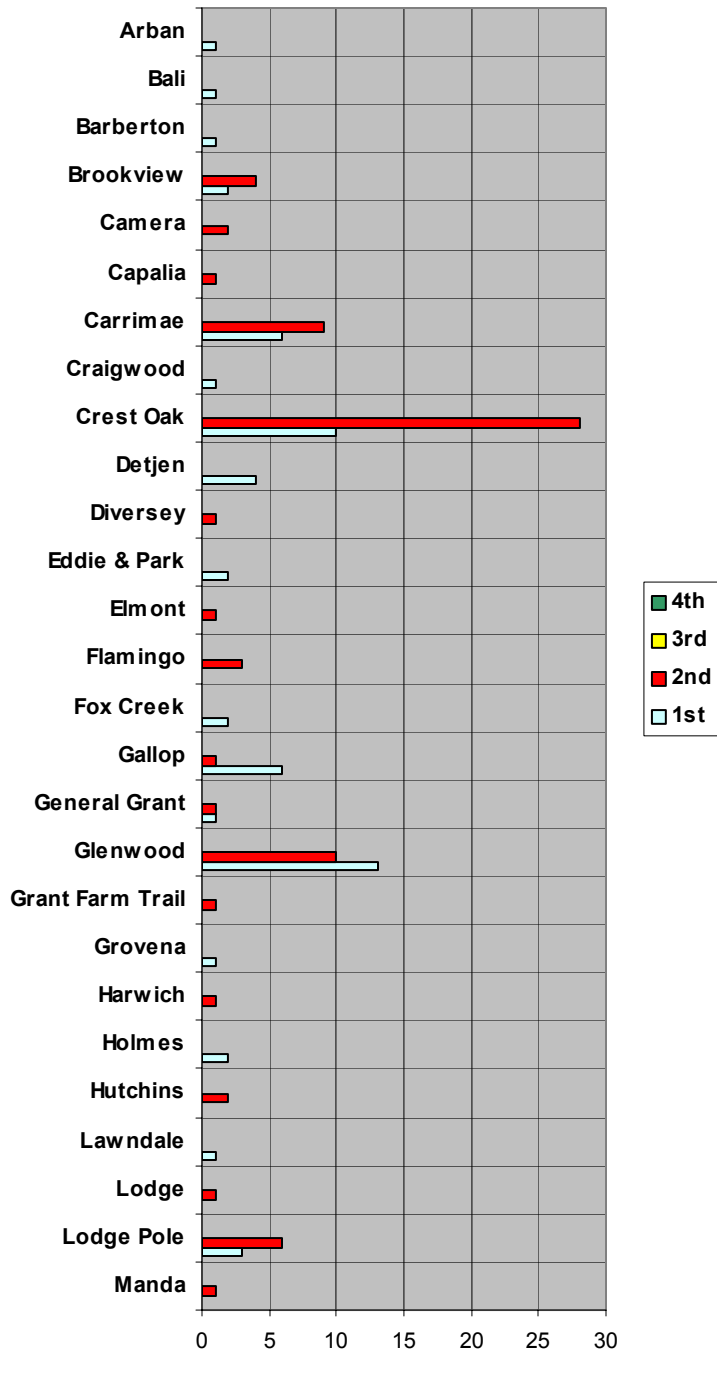 Arban
Bali
Barberton
Brookview
Camera
Capalia
Carrimae
Craigwood
Crest Oak
Detjen
Diversey
Eddie & Park
Elmont
Flamingo
Fox Creek
Gallop
General Grant
Glenwood
Grant Farm Trail
Grovena
Harwich
Holmes
Hutchins
Lawndale
Lodge
Lodge Pole
Manda
0 5 10 15 20 25 30
4th
3rd
2nd
1st